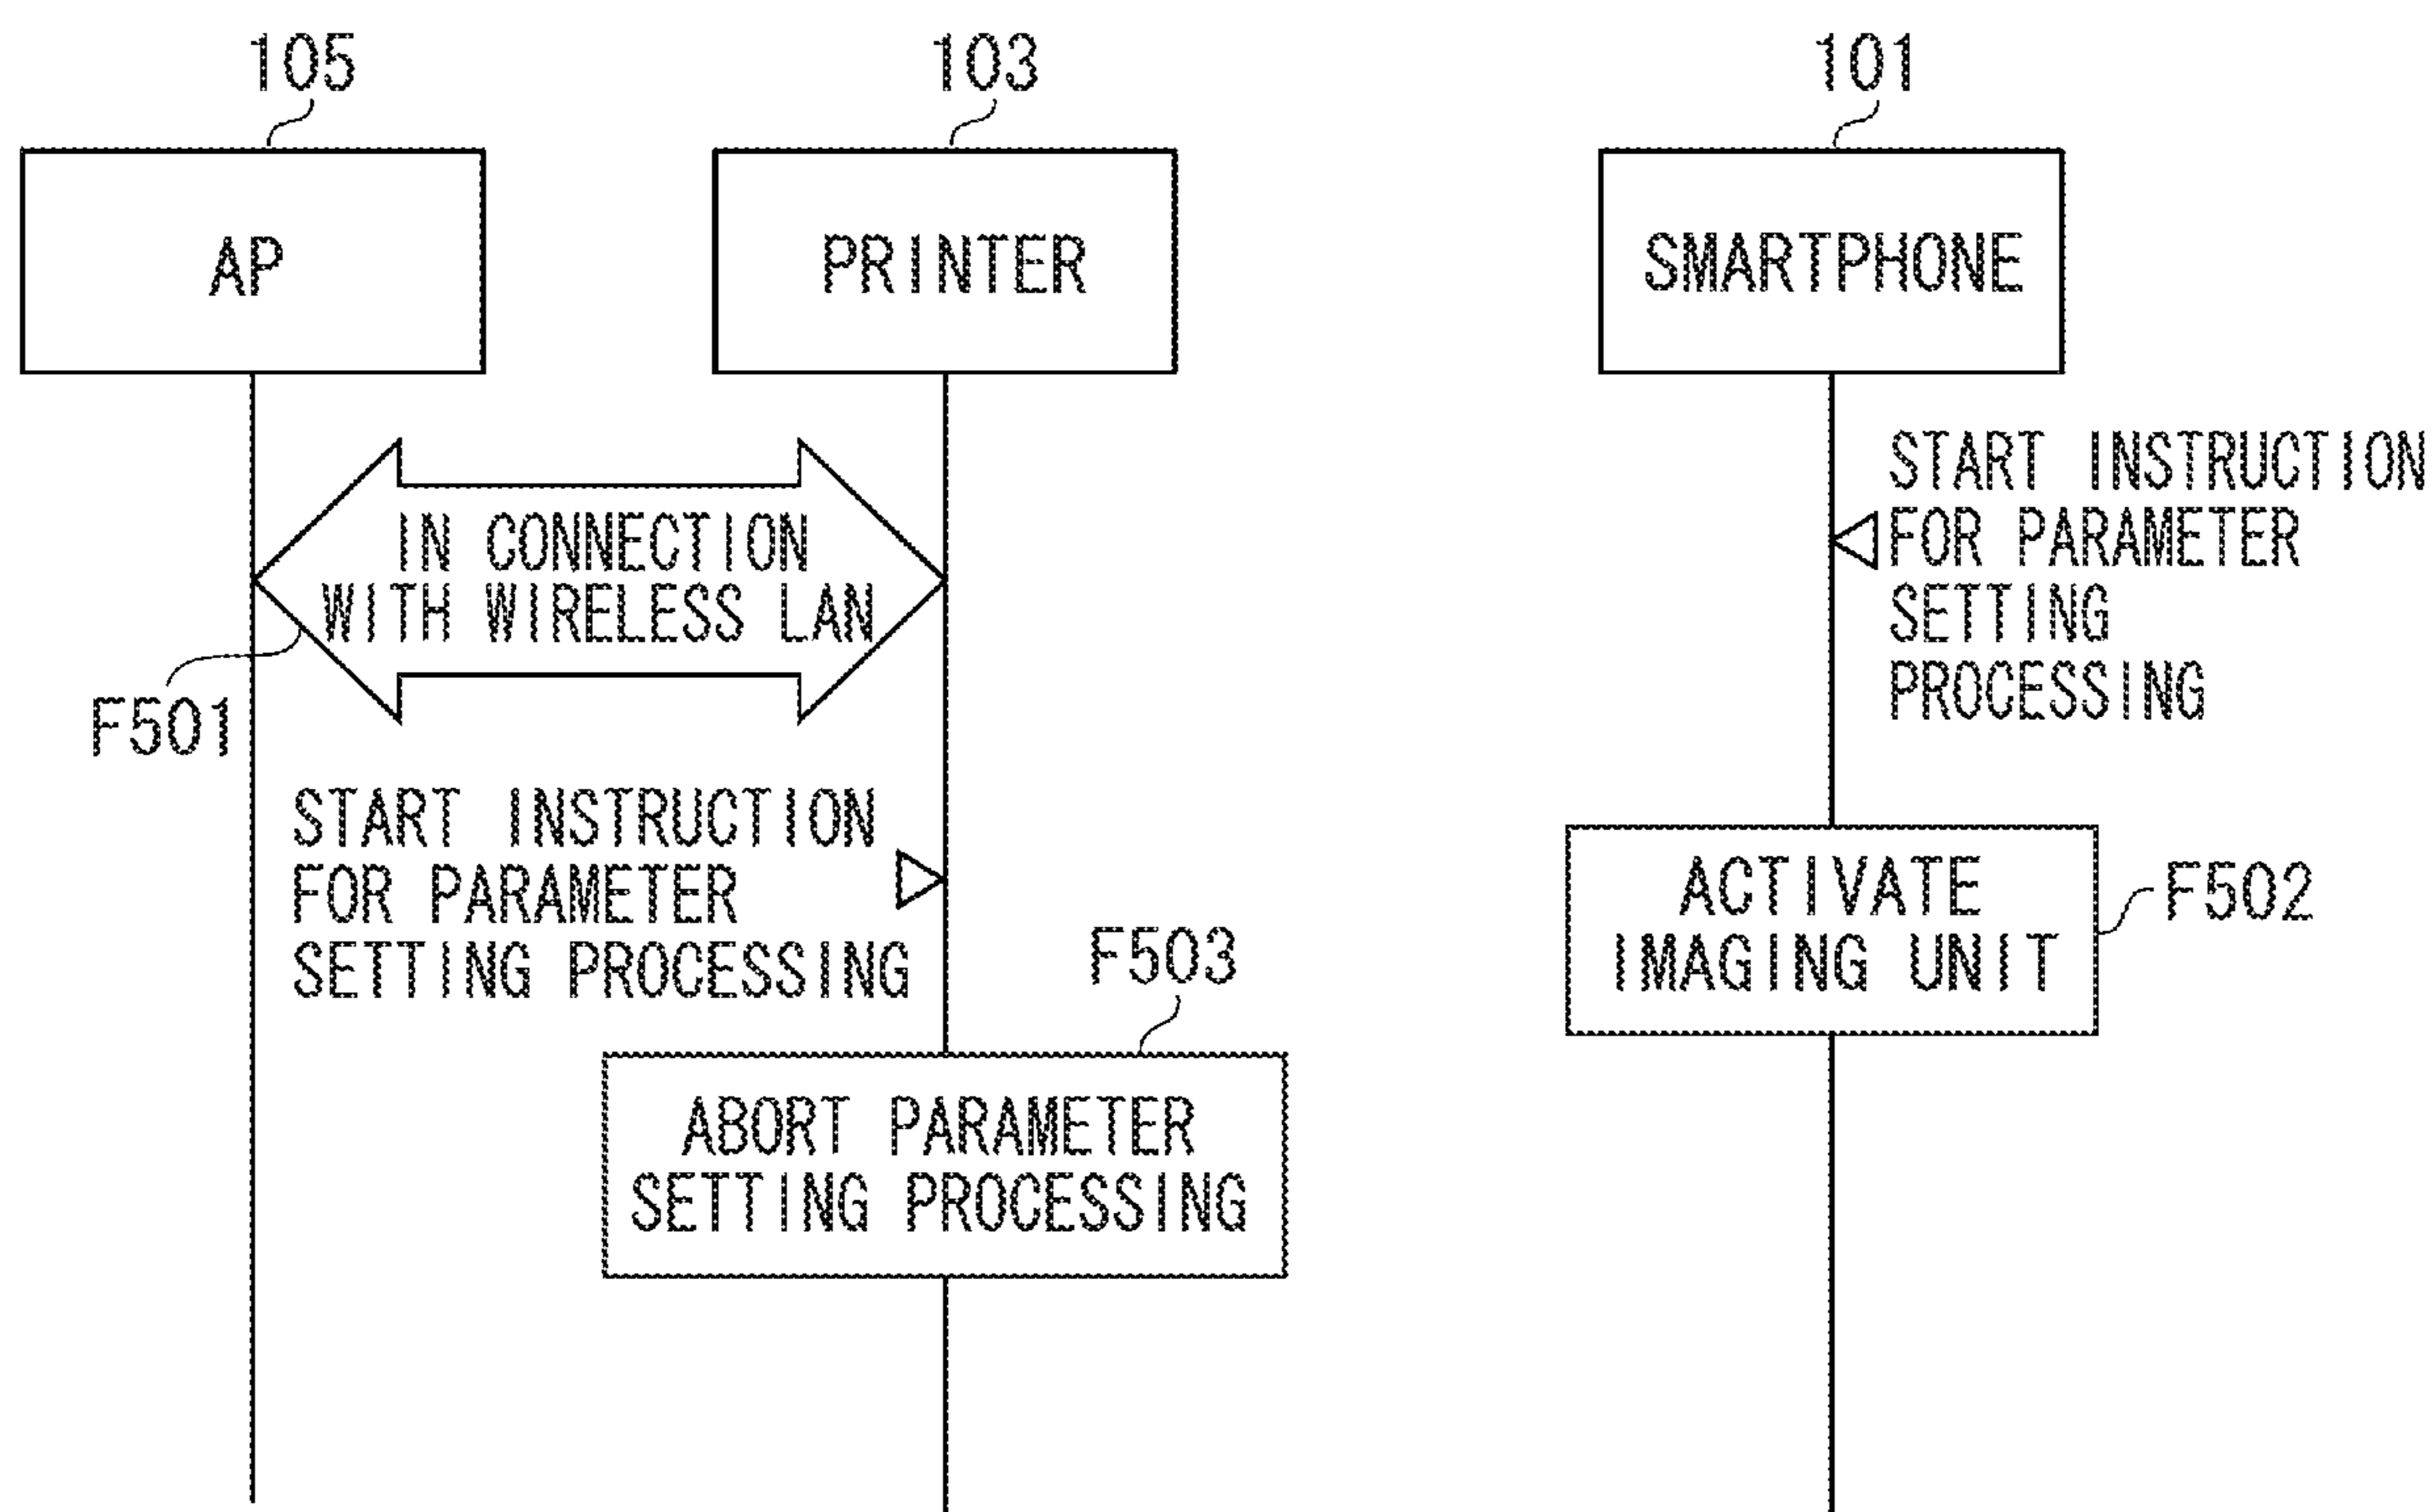 105
103
101
AP
PRINTER
SMARTPHONE
IN CONNECTION
WITH WIRELESS LAN
F501
START INSTRUCTION
FOR PARAMETER
SETTING
PROCESSING
START INSTRUCTION
FOR PARAMETER
SETTING PROCESSING
ACTIVATE
IMAGING UNIT
F502
F503
ABORT PARAMETER
SETTING PROCESSING